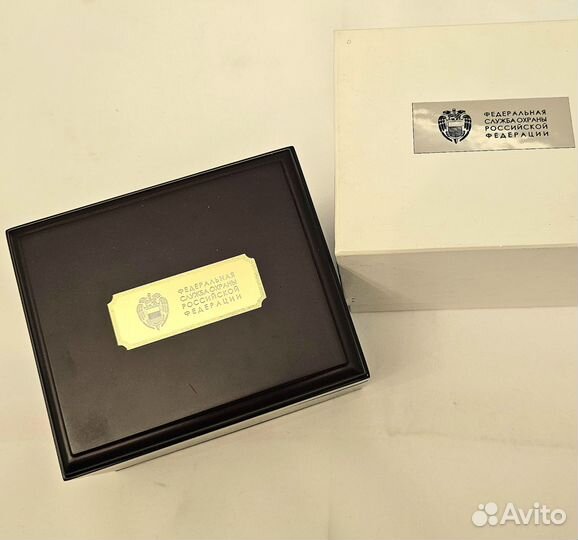 ФЕДЕРАЛЬНАЯ
СЛУЖБА ОХРАНЫ
РОССИЙСКОЙ
ФЕДЕРАЦИИ
ФЕДЕРАЛЬНАЯ
СЛУЖБА ОХРАНЫ
РОССИЙСКОЙ
ФЕДЕРАЦИИ
Avito